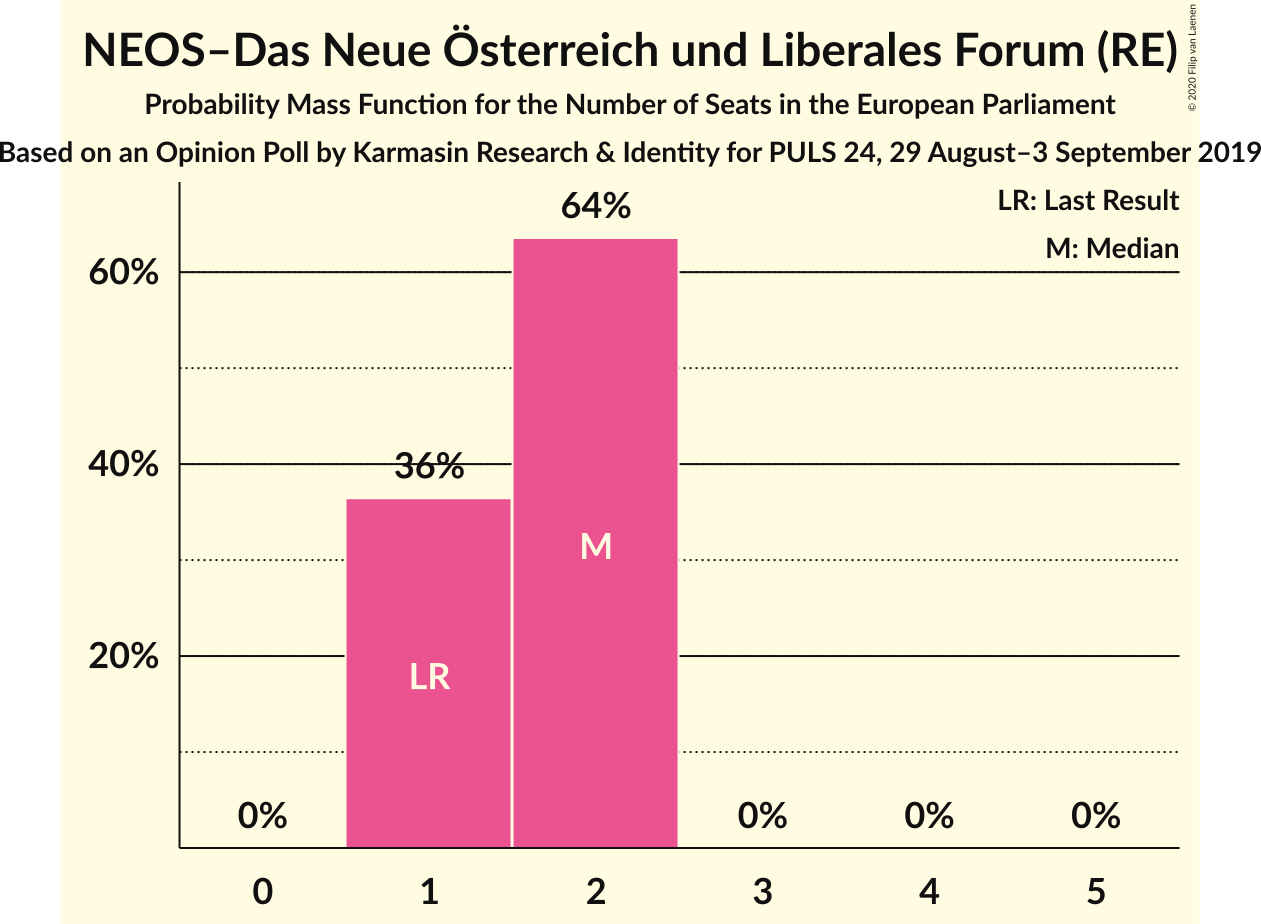 NEOS–Das Neue Österreich und Liberales Forum (RE)
Probability Mass Function for the Number of Seats in the European Parliament
Based on an Opinion Poll by Karmasin Research & Identity for PULS 24, 29 August–3 September 2019
© 2020 Filip van Laenen
LR: Last Result
M: Median
64%
60%
40%
36%
M
20%
LR
0%
0%
0%
0%
0 1 2 3 4 5